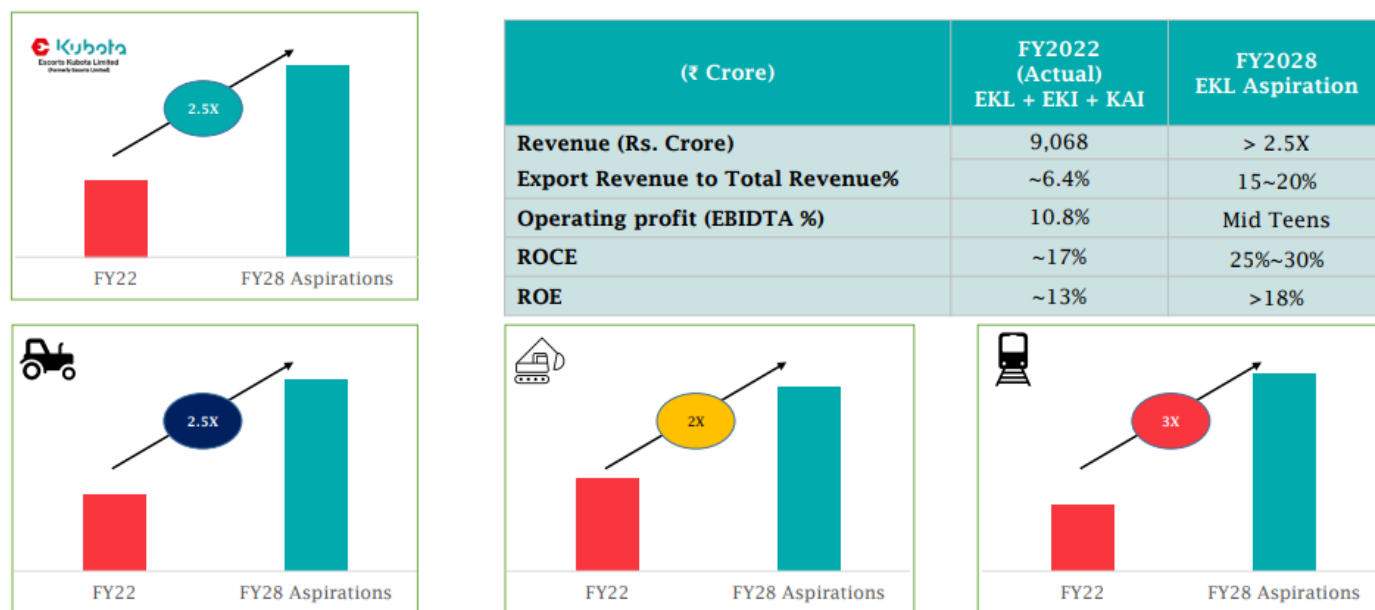 Kubota
Escorts Kubota Limited
(Formerly Escorts Limited)
2.5X
FY22 FY28 Aspirations
(₹ Crore) FY2022 (Actual) EKL + EKI + KAI FY2028 EKL Aspiration
Revenue (Rs. Crore) 9,068 > 2.5X
Export Revenue to Total Revenue% ~6.4% 15~20%
Operating profit (EBIDTA %) 10.8% Mid Teens
ROCE ~17% 25%~30%
ROE ~13% >18%
2.5X
FY22 FY28 Aspirations
2X
FY22 FY28 Aspirations
3X
FY22 FY28 Aspirations